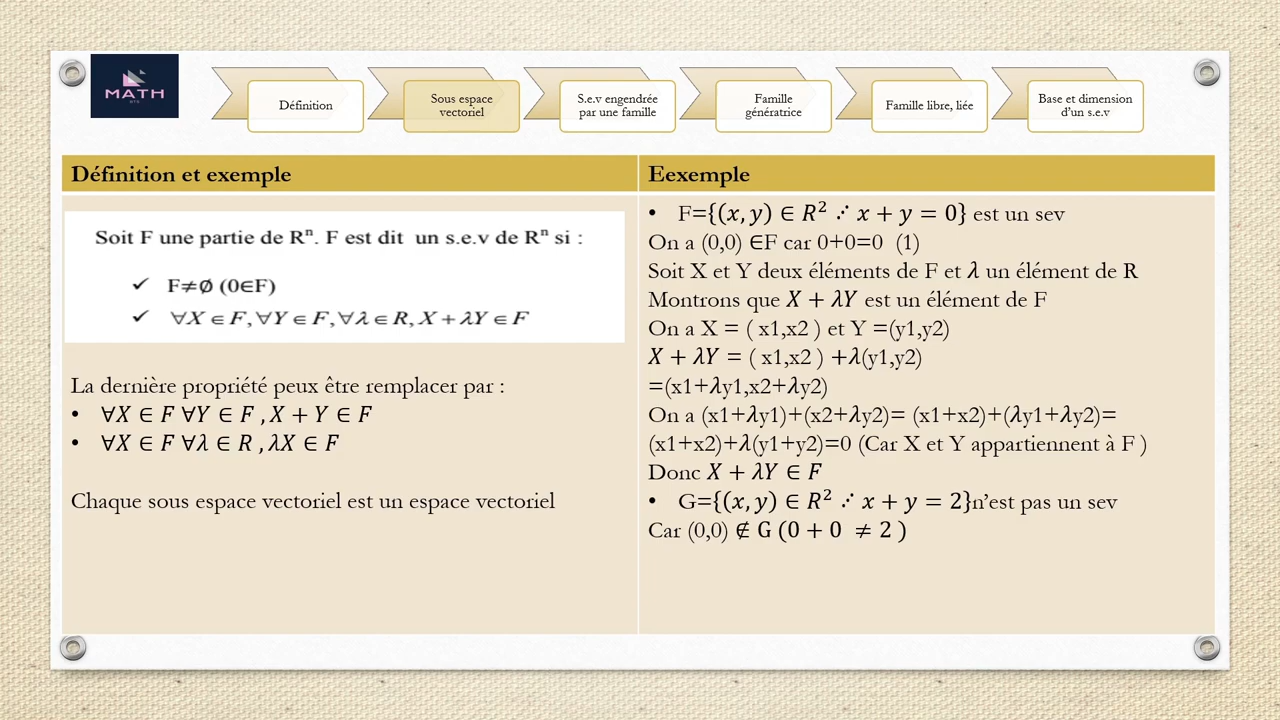 MATH
BTS
Définition
Sous espace
vectoriel
S.e.v engendrée
par une famille
Famille
génératrice
Famille libre, liée
Base et dimension
d'un s.e.v
Définition et exemple
Soit F une partie de Rⁿ. F est dit un s.e.v de Rⁿ si :
✓ F≠∅ (0∈F)
✓ ∀X ∈ F, ∀Y ∈ F, ∀λ ∈ R, X + λY ∈ F
La dernière propriété peux être remplacer par :
• ∀X ∈ F ∀Y ∈ F , X + Y ∈ F
• ∀X ∈ F ∀λ ∈ R , λX ∈ F
Chaque sous espace vectoriel est un espace vectoriel
Eexemple
• F={(x, y) ∈ R² ⋰ x + y = 0} est un sev
On a (0,0) ∈F car 0+0=0 (1)
Soit X et Y deux éléments de F et λ un élément de R
Montrons que X + λY est un élément de F
On a X = ( x1,x2 ) et Y =(y1,y2)
X + λY = ( x1,x2 ) +λ(y1,y2)
=(x1+λy1,x2+λy2)
On a (x1+λy1)+(x2+λy2)= (x1+x2)+(λy1+λy2)=
(x1+x2)+λ(y1+y2)=0 (Car X et Y appartiennent à F )
Donc X + λY ∈ F
• G={(x, y) ∈ R² ⋰ x + y = 2}n'est pas un sev
Car (0,0) ∉ G (0 + 0 ≠ 2 )